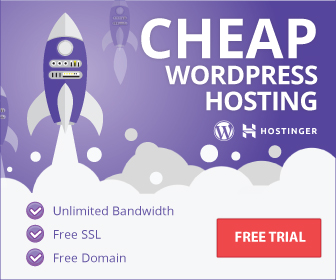 CHEAP
WORDPRESS
HOSTING
HOSTINGER
Unlimited Bandwidth
Free SSL
Free Domain
FREE TRIAL